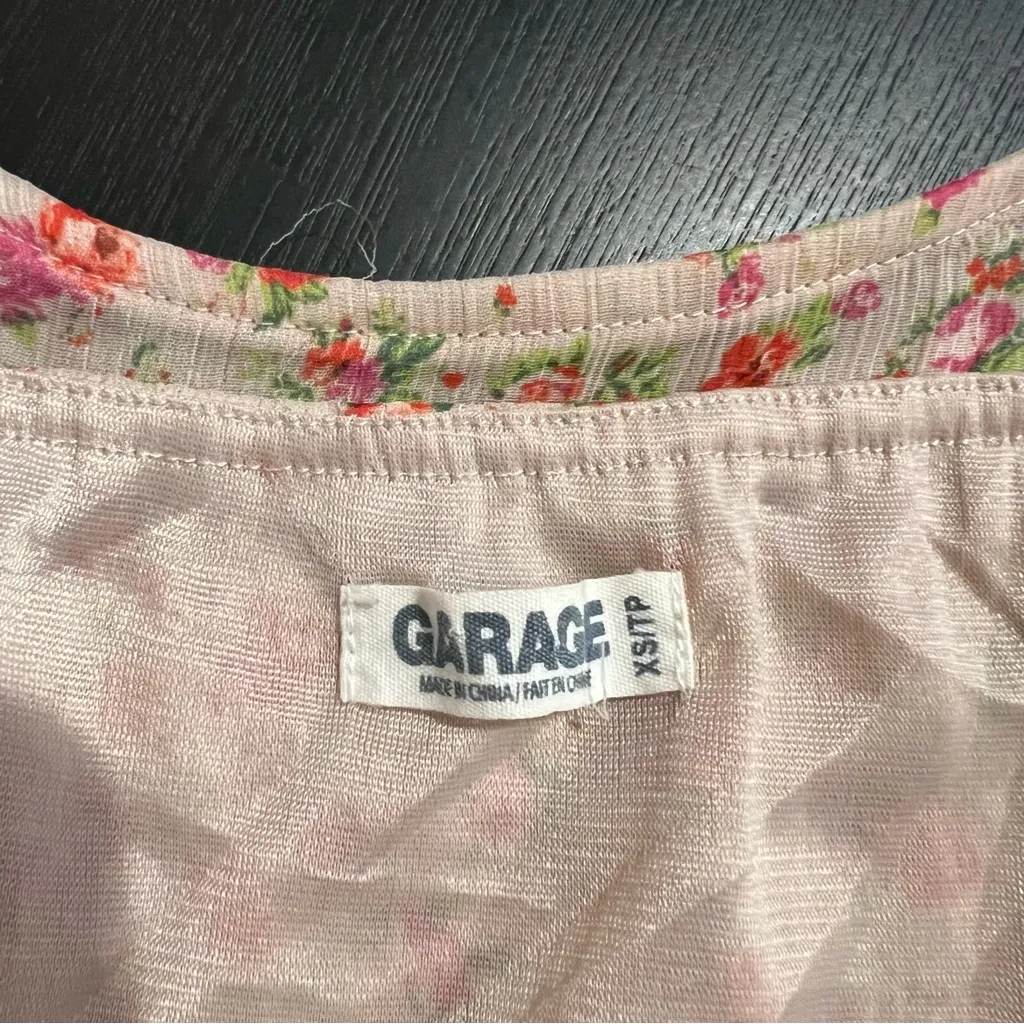 GARAGE
MADE IN CHINA / FAIT EN CHINE
XS/TP